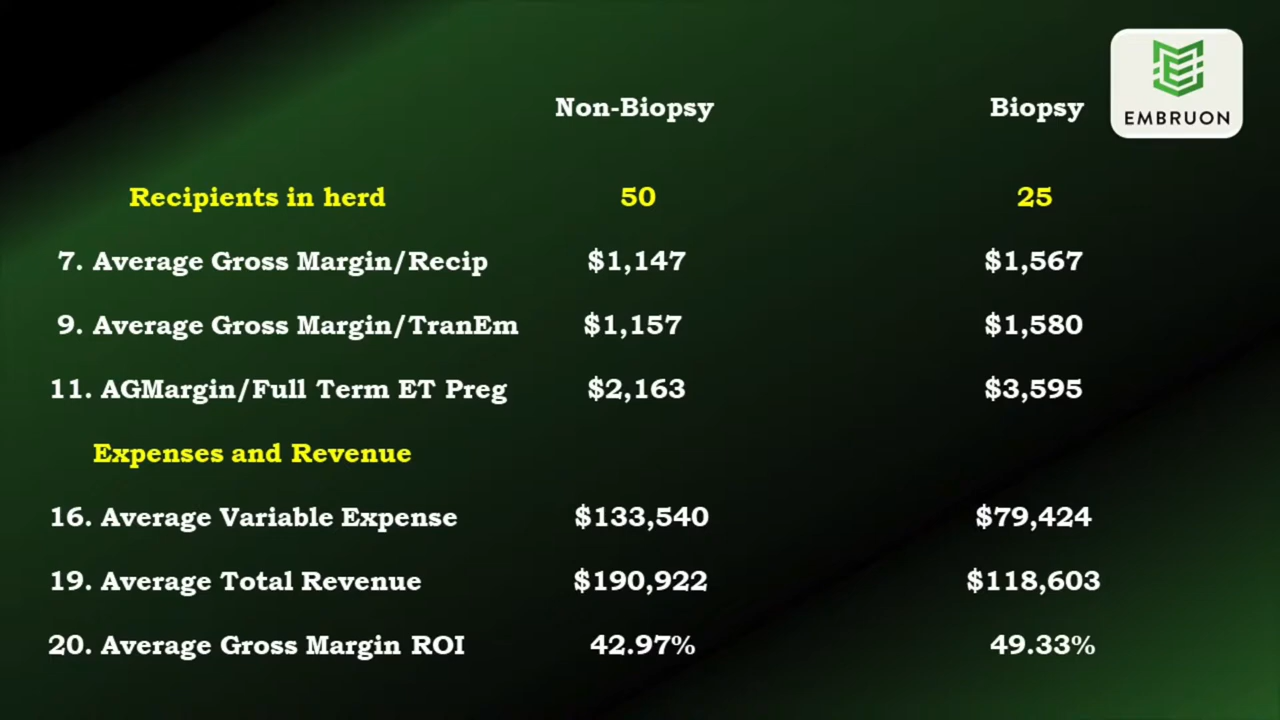 Non-Biopsy Biopsy
EMBRUON
Recipients in herd 50 25
7. Average Gross Margin/Recip $1,147 $1,567
9. Average Gross Margin/TranEm $1,157 $1,580
11. AGMargin/Full Term ET Preg $2,163 $3,595
Expenses and Revenue
16. Average Variable Expense $133,540 $79,424
19. Average Total Revenue $190,922 $118,603
20. Average Gross Margin ROI 42.97% 49.33%